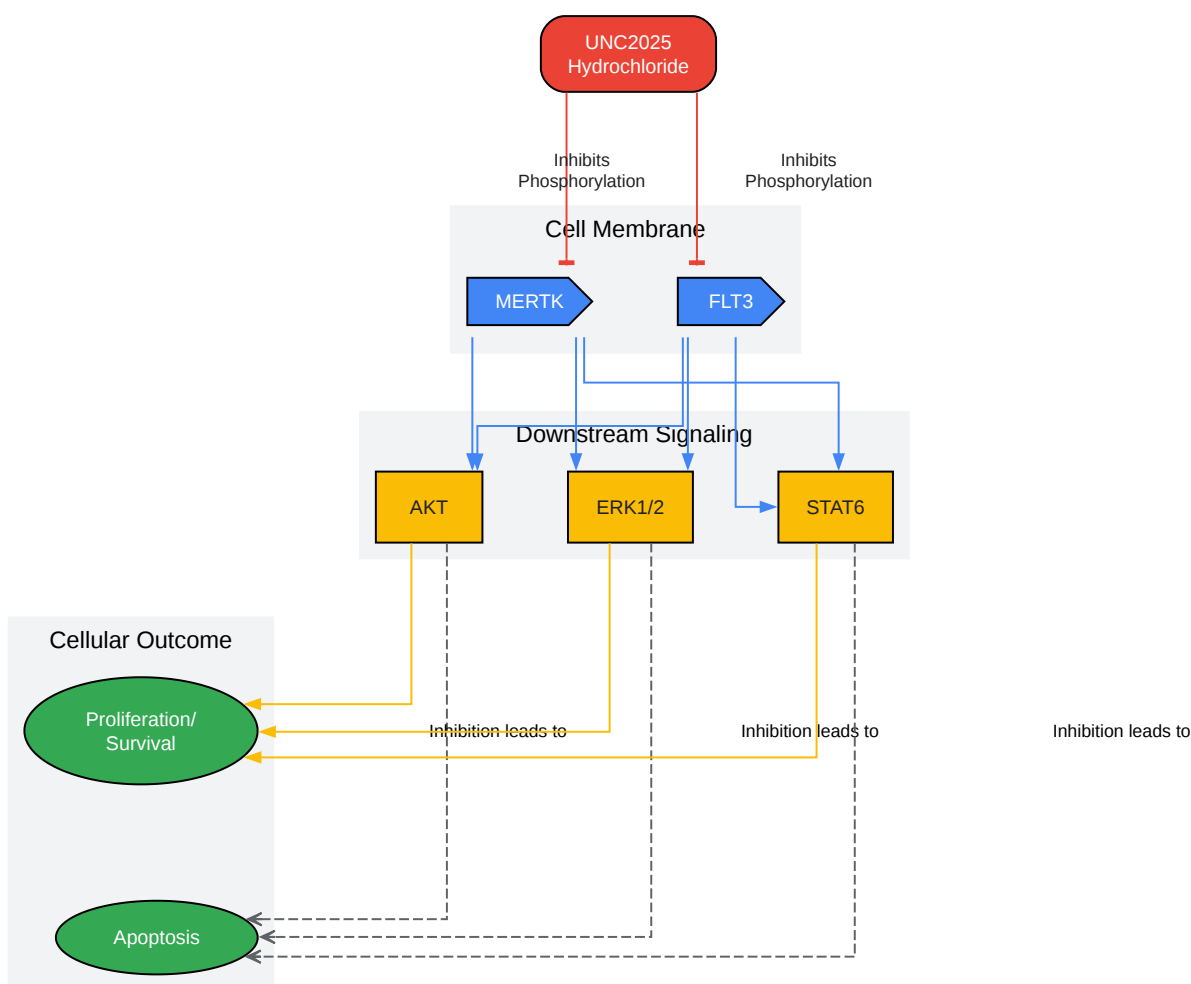 UNC2025
Hydrochloride
Inhibits
Phosphorylation
Inhibits
Phosphorylation
Cell Membrane
MERTK
FLT3
Downstream Signaling
AKT
ERK1/2
STAT6
Cellular Outcome
Proliferation/
Survival
Inhibition leads to
Inhibition leads to
Inhibition leads to
Apoptosis